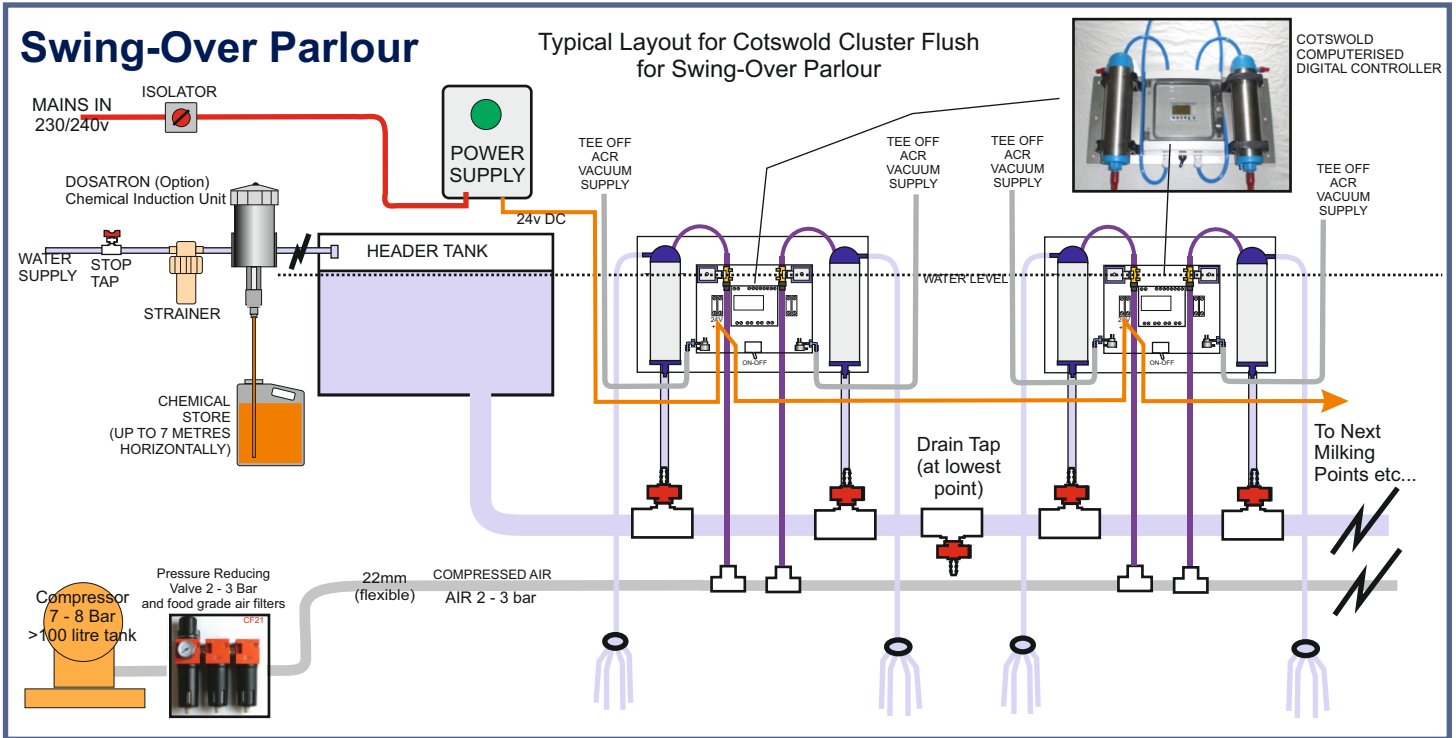 Swing-Over Parlour
Typical Layout for Cotswold Cluster Flush
for Swing-Over Parlour
COTSWOLD
COMPUTERISED
DIGITAL CONTROLLER
MAINS IN
230/240v
ISOLATOR
POWER
SUPPLY
24v DC
TEE OFF
ACR
VACUUM
SUPPLY
TEE OFF
ACR
VACUUM
SUPPLY
TEE OFF
ACR
VACUUM
SUPPLY
TEE OFF
ACR
VACUUM
SUPPLY
DOSATRON (Option)
Chemical Induction Unit
WATER
SUPPLY
STOP
TAP
STRAINER
HEADER TANK
WATER LEVEL
24V
ON-OFF
24V
ON-OFF
CHEMICAL
STORE
(UP TO 7 METRES
HORIZONTALLY)
Drain Tap
(at lowest
point)
To Next
Milking
Points etc...
Compressor
7 - 8 Bar
>100 litre tank
Pressure Reducing
Valve 2 - 3 Bar
and food grade air filters
CF21
22mm
(flexible)
COMPRESSED AIR
AIR 2 - 3 bar